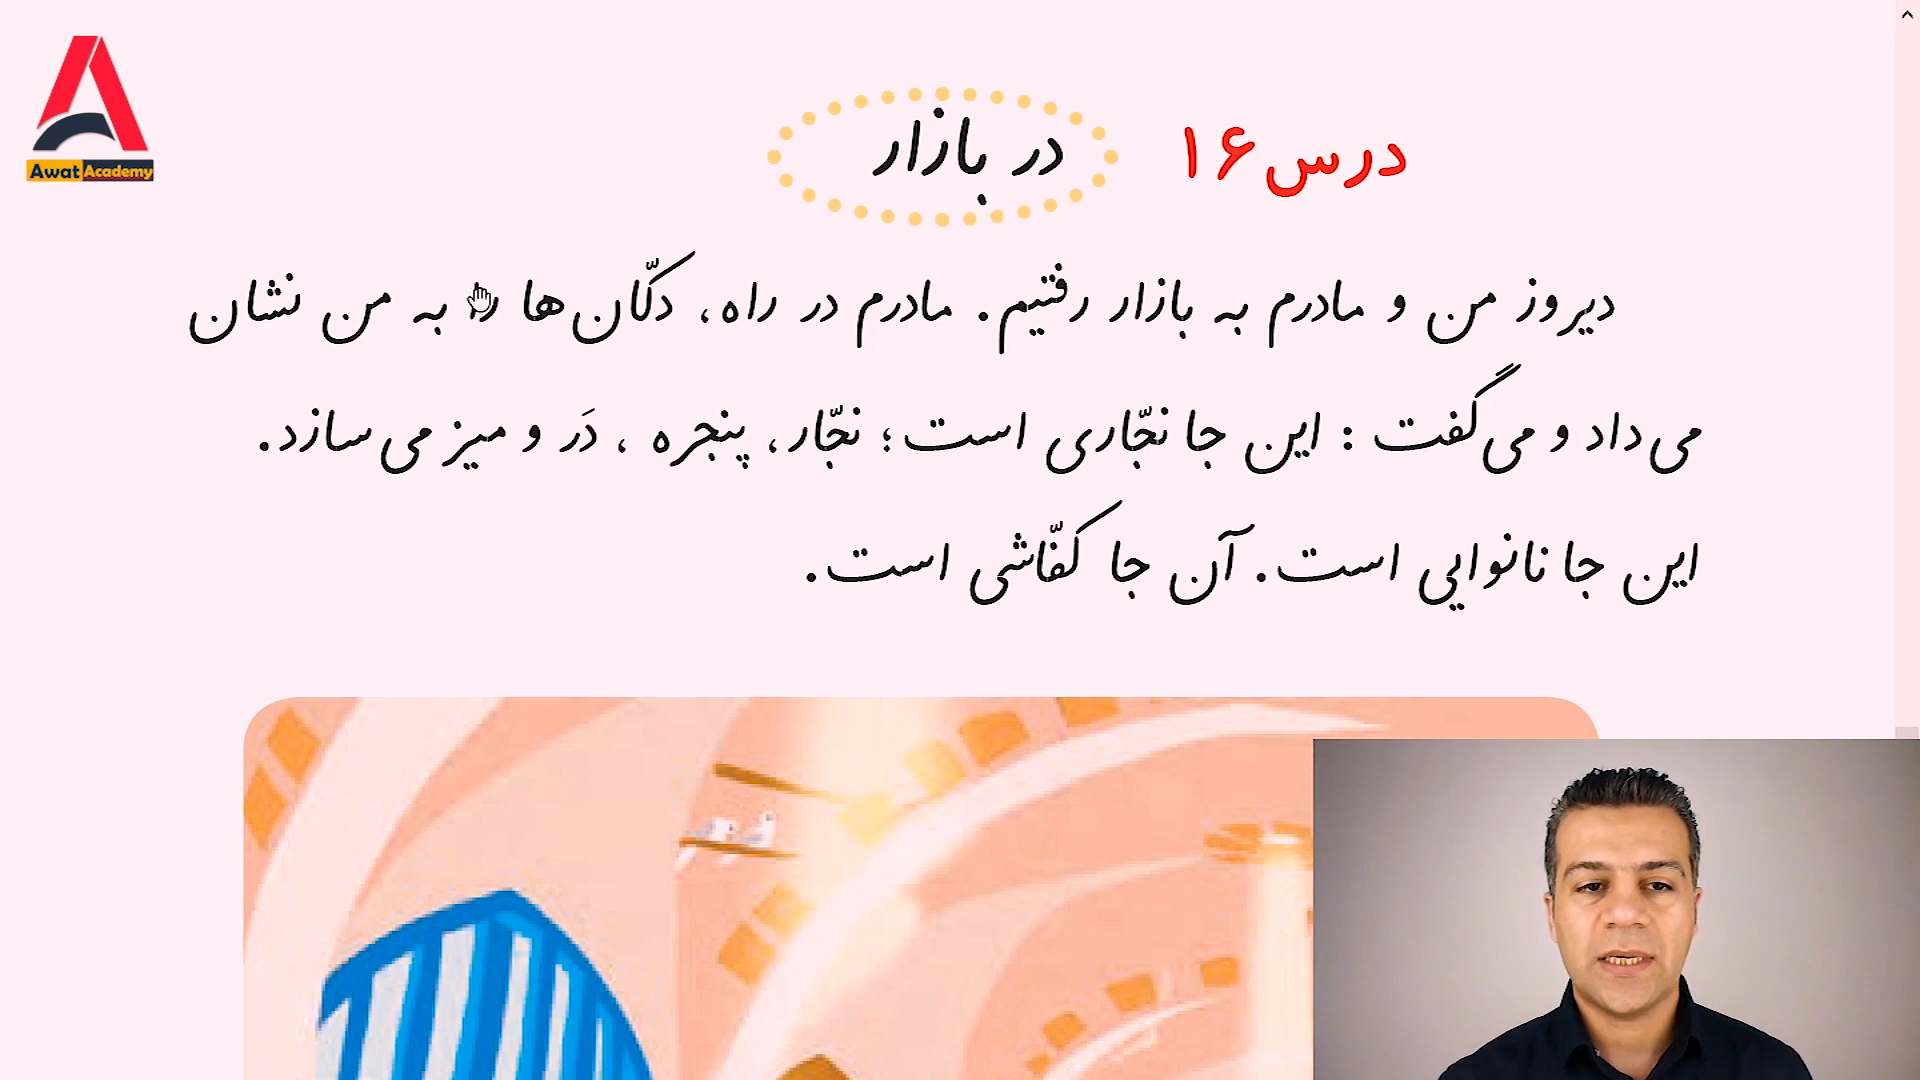 Awat Academy
درس ۱۶
در بازار
دیروز من و مادرم به بازار رفتیم. مادرم در راه، دکّان‌ها را به من نشان
می‌داد و می‌گفت : این جا نجّاری است؛ نجّار، پنجره ، دَر و میز می‌سازد.
این جا نانوایی است. آن جا کفّاشی است.